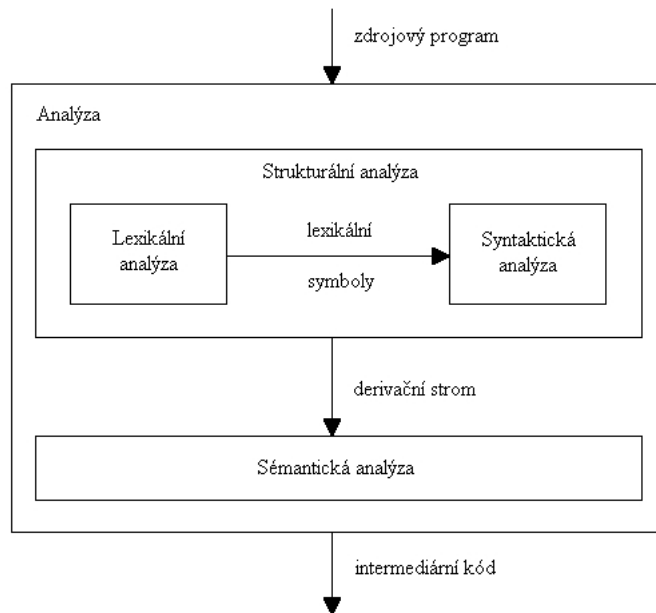 zdrojový program
Analýza
Strukturální analýza
Lexikální
analýza
lexikální
symboly
Syntaktická
analýza
derivační strom
Sémantická analýza
intermediární kód